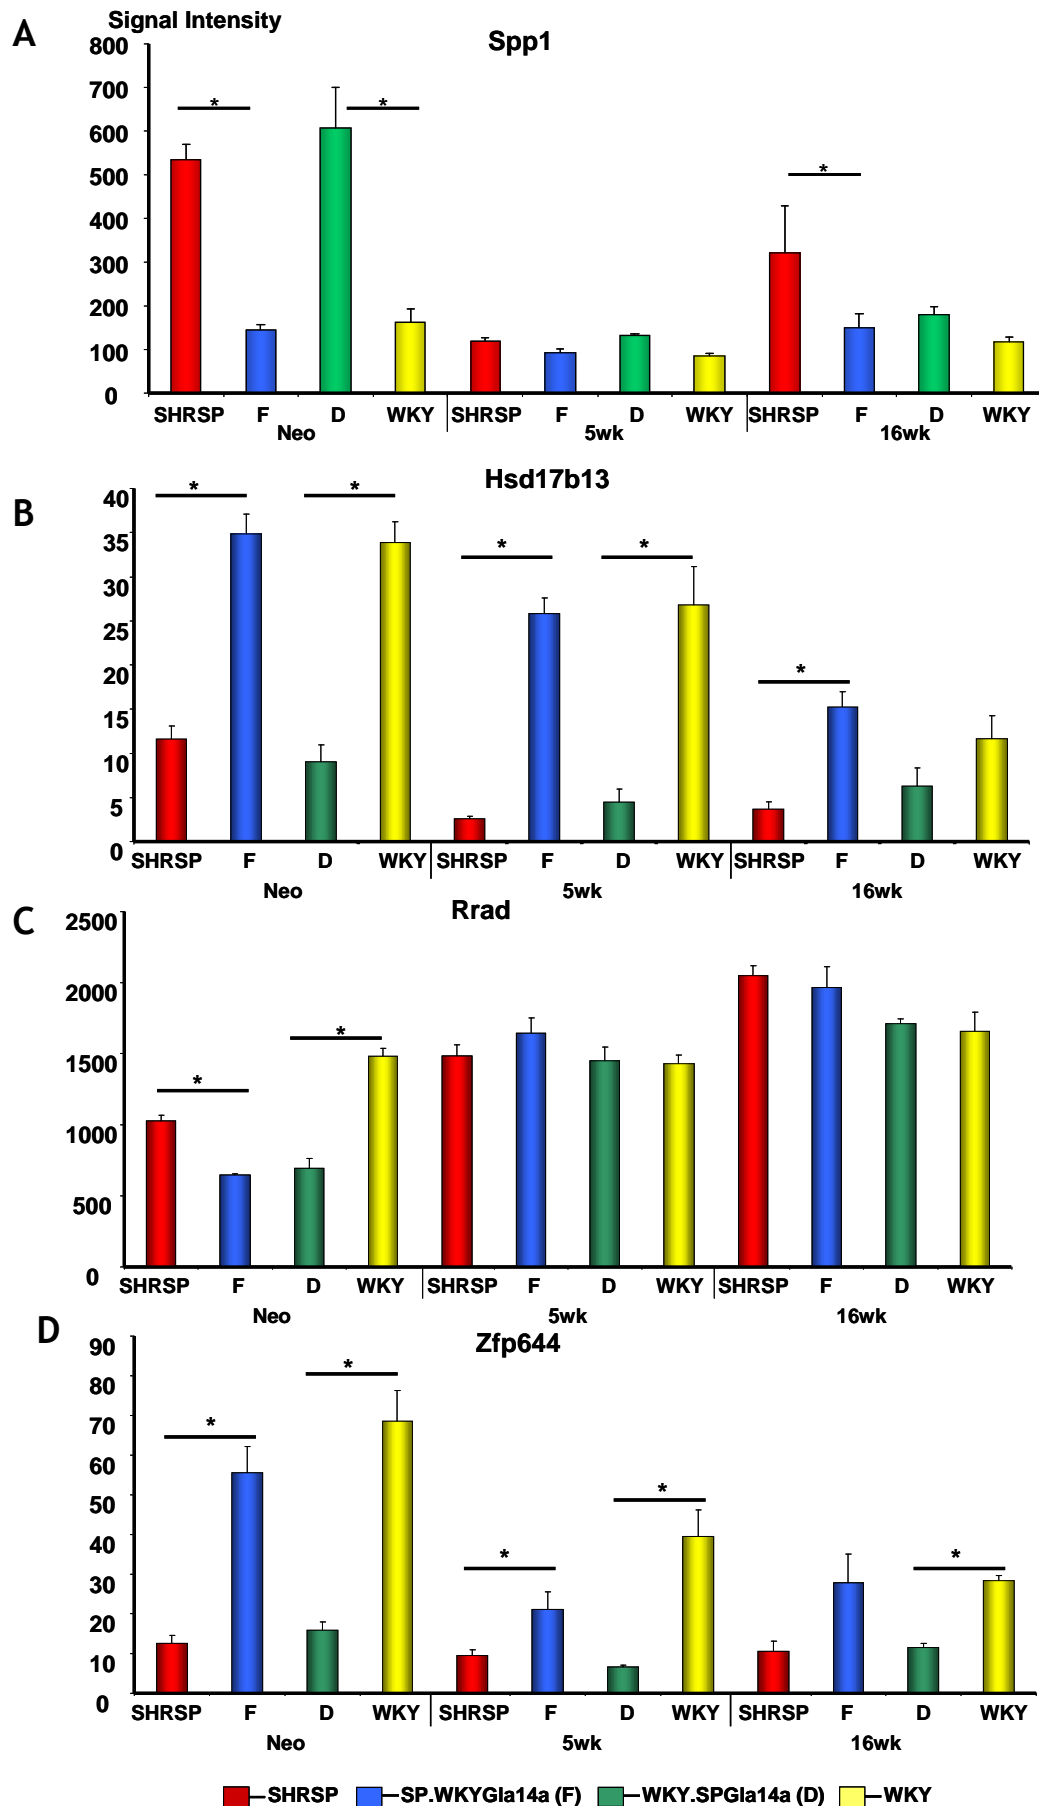 A
Signal Intensity
Spp1
800
700
600
500
400
300
200
100
0
* * *
SHRSP F D WKY SHRSP F D WKY SHRSP F D WKY
Neo 5wk 16wk
B
Hsd17b13
40
35
30
25
20
15
10
5
0
* * * * *
SHRSP F D WKY SHRSP F D WKY SHRSP F D WKY
Neo 5wk 16wk
C
Rrad
2500
2000
1500
1000
500
0
* *
SHRSP F D WKY SHRSP F D WKY SHRSP F D WKY
Neo 5wk 16wk
D
Zfp644
90
80
70
60
50
40
30
20
10
0
* * * * *
SHRSP F D WKY SHRSP F D WKY SHRSP F D WKY
Neo 5wk 16wk
SHRSP SP.WKYGla14a (F) WKY.SPGla14a (D) WKY